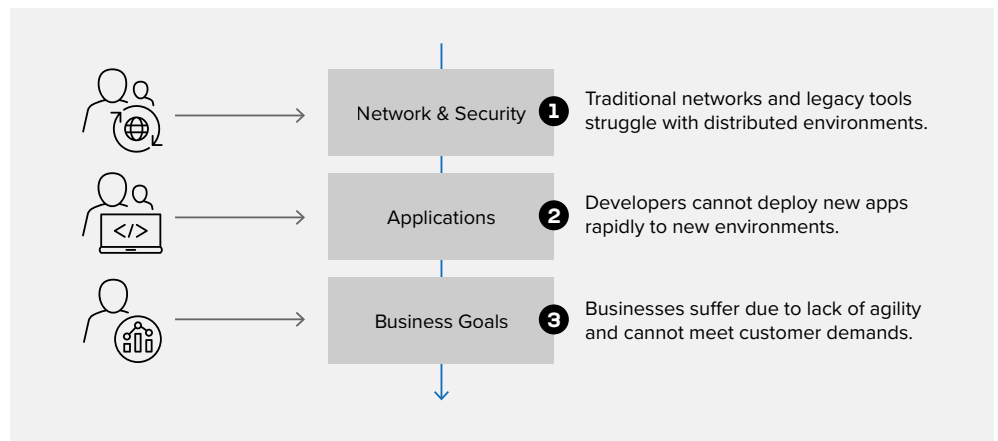 Network & Security
1
Traditional networks and legacy tools
struggle with distributed environments.
</>
Applications
2
Developers cannot deploy new apps
rapidly to new environments.
Business Goals
3
Businesses suffer due to lack of agility
and cannot meet customer demands.